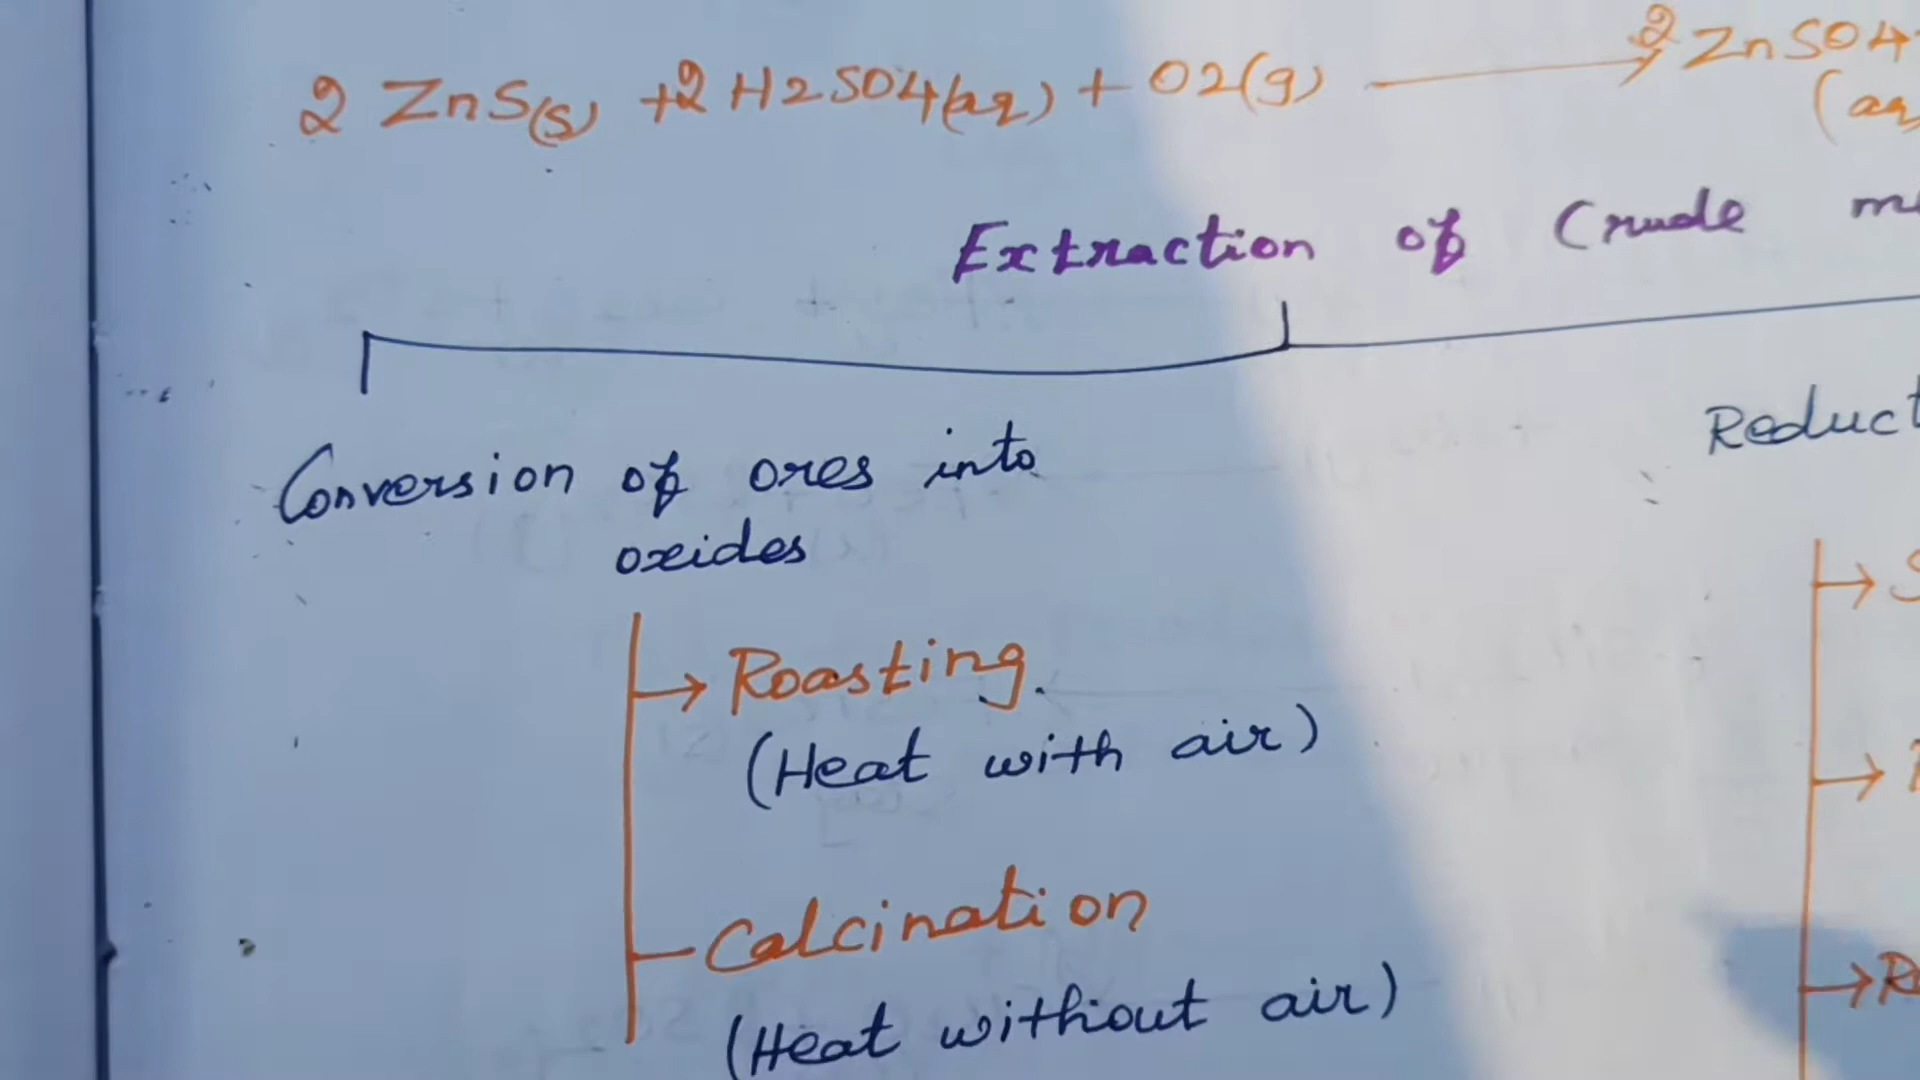 2 ZnS(s) +2 H2SO4(aq) + O2(g) → 2 ZnSO4
(aq
Extraction of Crude
Conversion of ores into
oxides
→ Roasting
(Heat with air)
Calcination
(Heat without air)